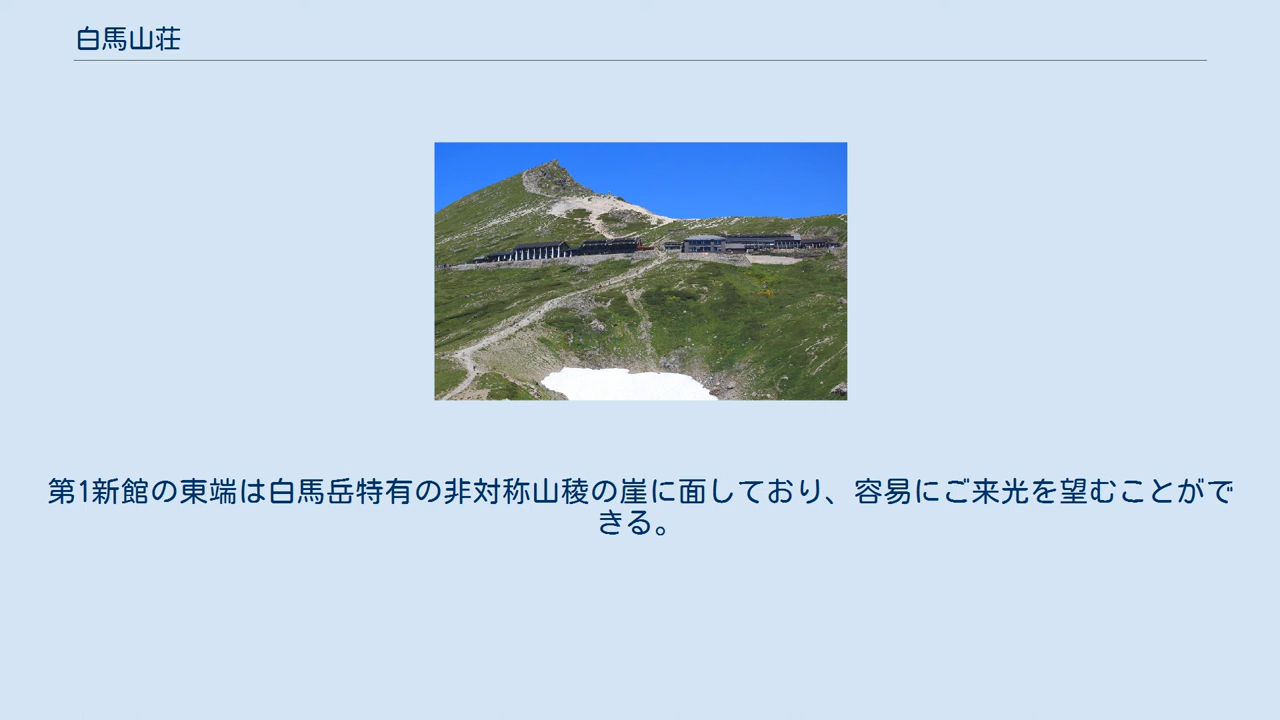 白馬山荘
第1新館の東端は白馬岳特有の非対称山稜の崖に面しており、容易にご来光を望むことがで
きる。